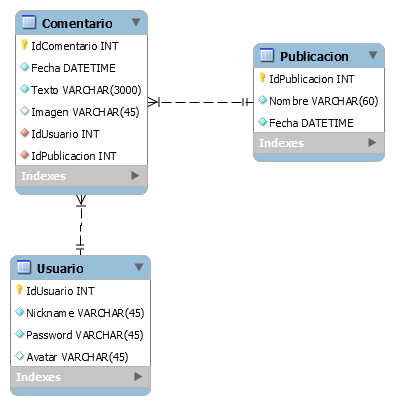 Comentario
IdComentario INT
Fecha DATETIME
Texto VARCHAR(3000)
Imagen VARCHAR(45)
IdUsuario INT
IdPublicacion INT
Indexes
Publicacion
IdPublicacion INT
Nombre VARCHAR(60)
Fecha DATETIME
Indexes
Usuario
IdUsuario INT
Nickname VARCHAR(45)
Password VARCHAR(45)
Avatar VARCHAR(45)
Indexes